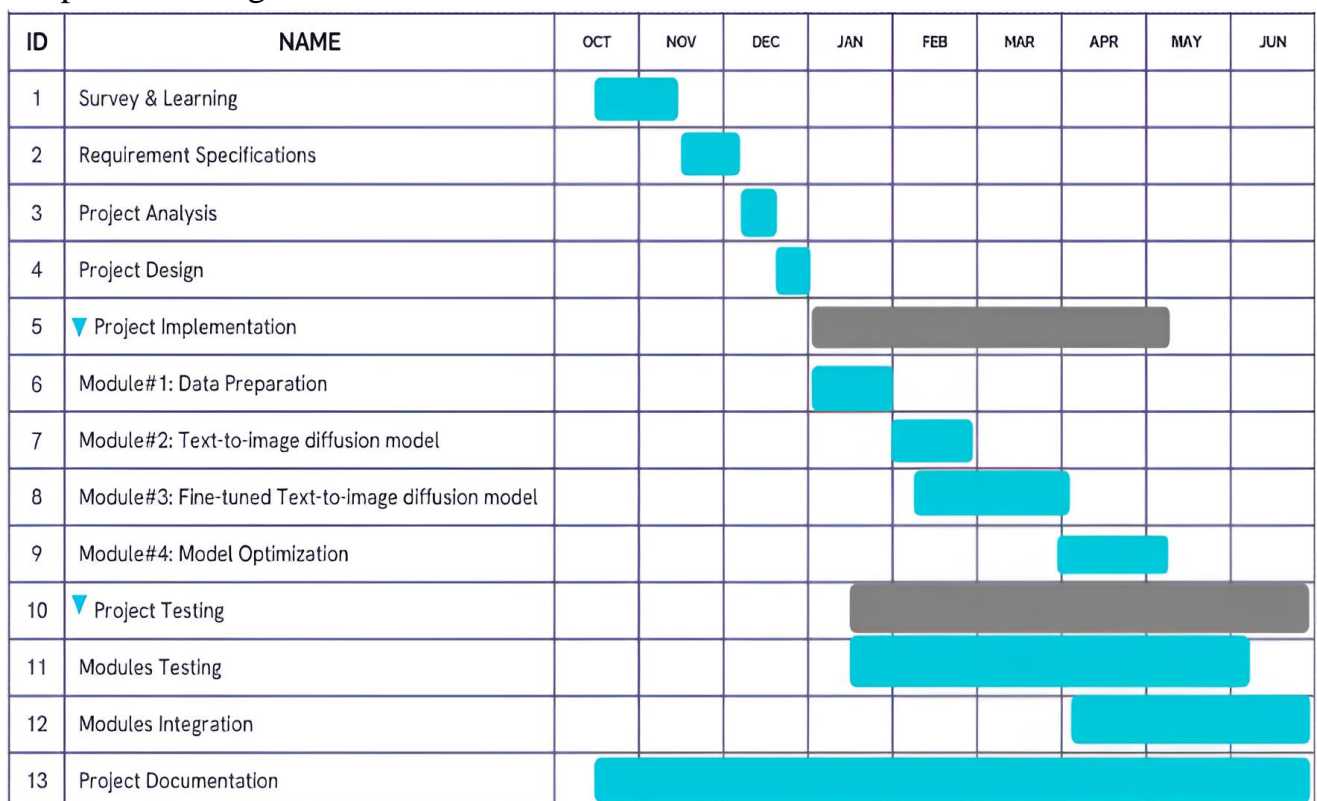 ID NAME OCT NOV DEC JAN FEB MAR APR MAY JUN
1 Survey & Learning
2 Requirement Specifications
3 Project Analysis
4 Project Design
5 Project Implementation
6 Module#1: Data Preparation
7 Module#2: Text-to-image diffusion model
8 Module#3: Fine-tuned Text-to-image diffusion model
9 Module#4: Model Optimization
10 Project Testing
11 Modules Testing
12 Modules Integration
13 Project Documentation